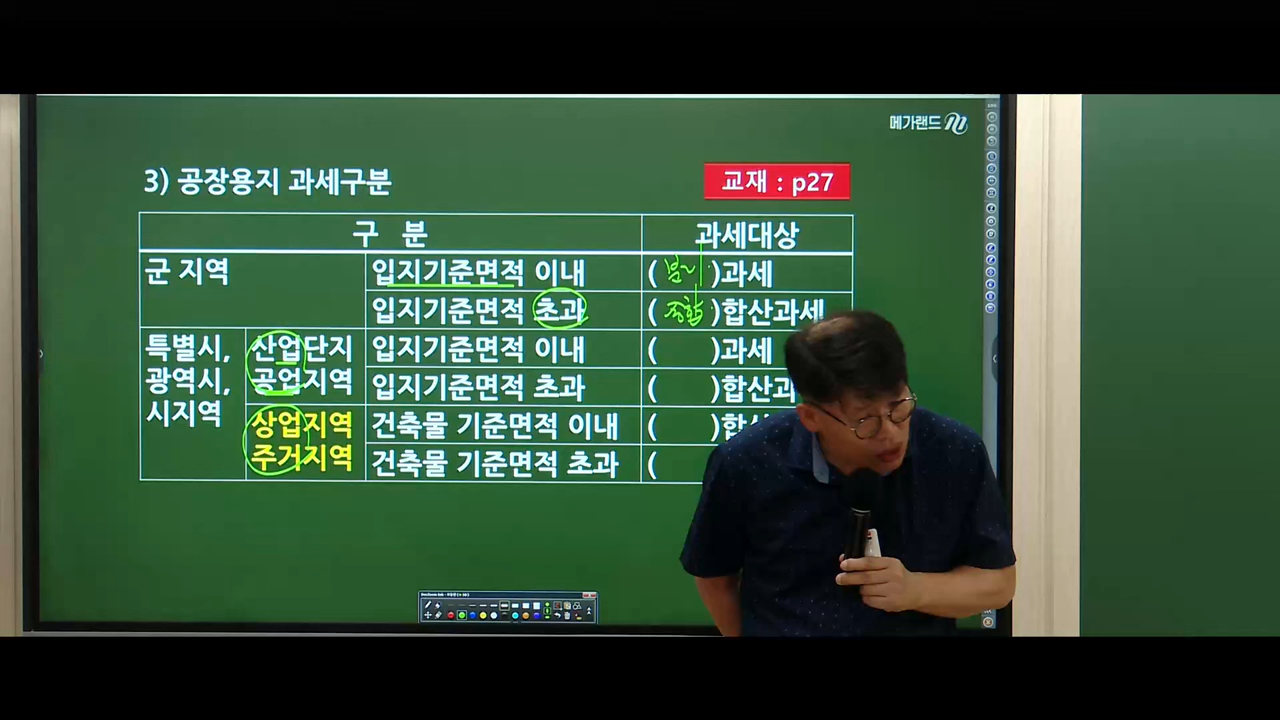 메가랜드
3) 공장용지 과세구분
교재 : p27
구 분
과세대상
군 지역
입지기준면적 이내
( 분리 )과세
입지기준면적 초과
( 종합 )합산과세
특별시,
광역시,
시지역
산업단지
공업지역
입지기준면적 이내
( )과세
입지기준면적 초과
( )합산과
상업지역
주거지역
건축물 기준면적 이내
( )합
건축물 기준면적 초과
(